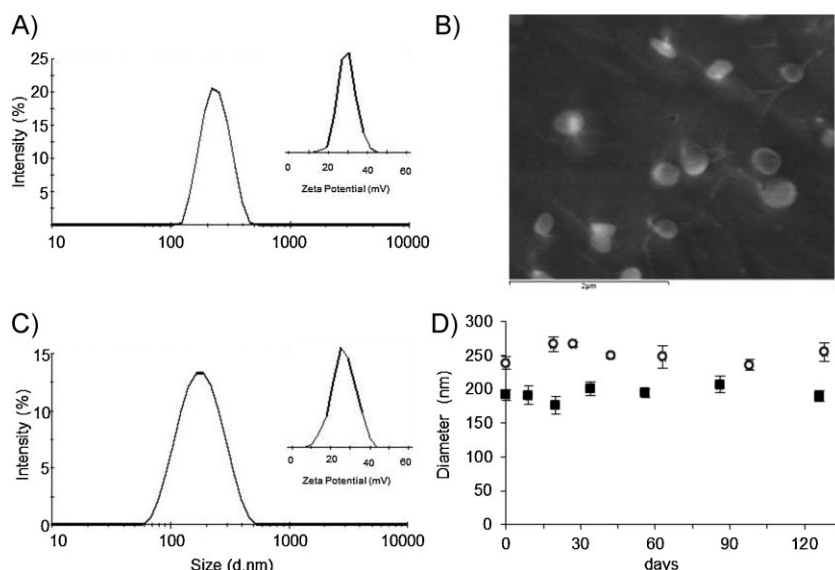 A)
25
20
15
10
5
Intensity (%)
10 100 1000 10000
0 20 40 60
Zeta Potential (mV)
B)
2μm
C)
15
10
5
0
Intensity (%)
10 100 1000 10000
Size (d.nm)
0 20 40 60
Zeta Potential (mV)
D)
300
250
200
150
100
50
0
Diameter (nm)
0 30 60 90 120
days